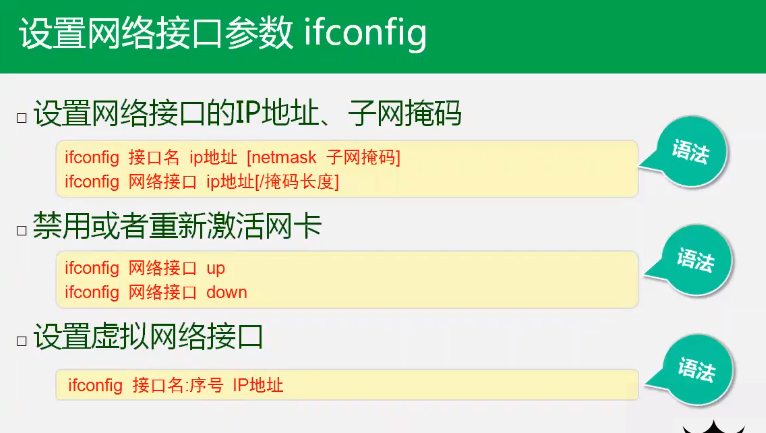 设置网络接口参数 ifconfig
设置网络接口的IP地址、子网掩码
ifconfig 接口名 ip地址 [netmask 子网掩码]
ifconfig 网络接口 ip地址[/掩码长度]
语法
禁用或者重新激活网卡
ifconfig 网络接口 up
ifconfig 网络接口 down
语法
设置虚拟网络接口
ifconfig 接口名:序号 IP地址
语法